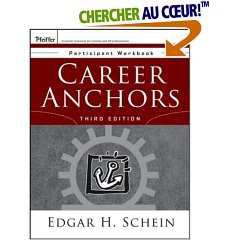 CHERCHER
AU CŒUR!™
Pfeiffer
Participant Workbook
CAREER
ANCHORS
THIRD EDITION
EDGAR H. SCHEIN